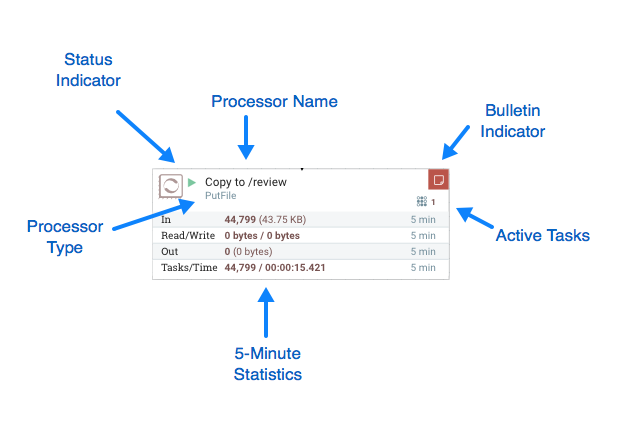 Status
Indicator
Processor Name
Bulletin
Indicator
Copy to /review
PutFile
1
Processor
Type
In 44,799 (43.75 KB) 5 min
Read/Write 0 bytes / 0 bytes 5 min
Out 0 (0 bytes) 5 min
Tasks/Time 44,799 / 00:00:15.421 5 min
Active Tasks
5-Minute
Statistics